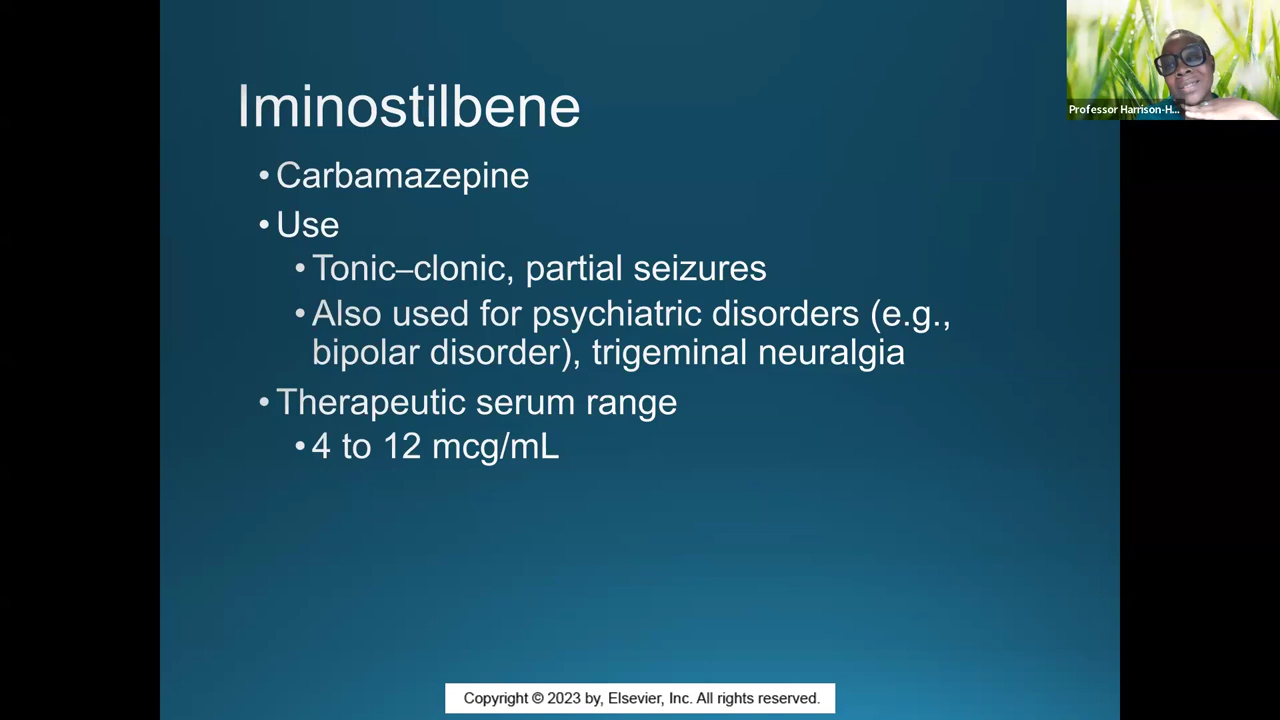 Iminostilbene
• Carbamazepine
• Use
• Tonic–clonic, partial seizures
• Also used for psychiatric disorders (e.g.,
bipolar disorder), trigeminal neuralgia
• Therapeutic serum range
• 4 to 12 mcg/mL
Professor Harrison-H...
Copyright © 2023 by, Elsevier, Inc. All rights reserved.